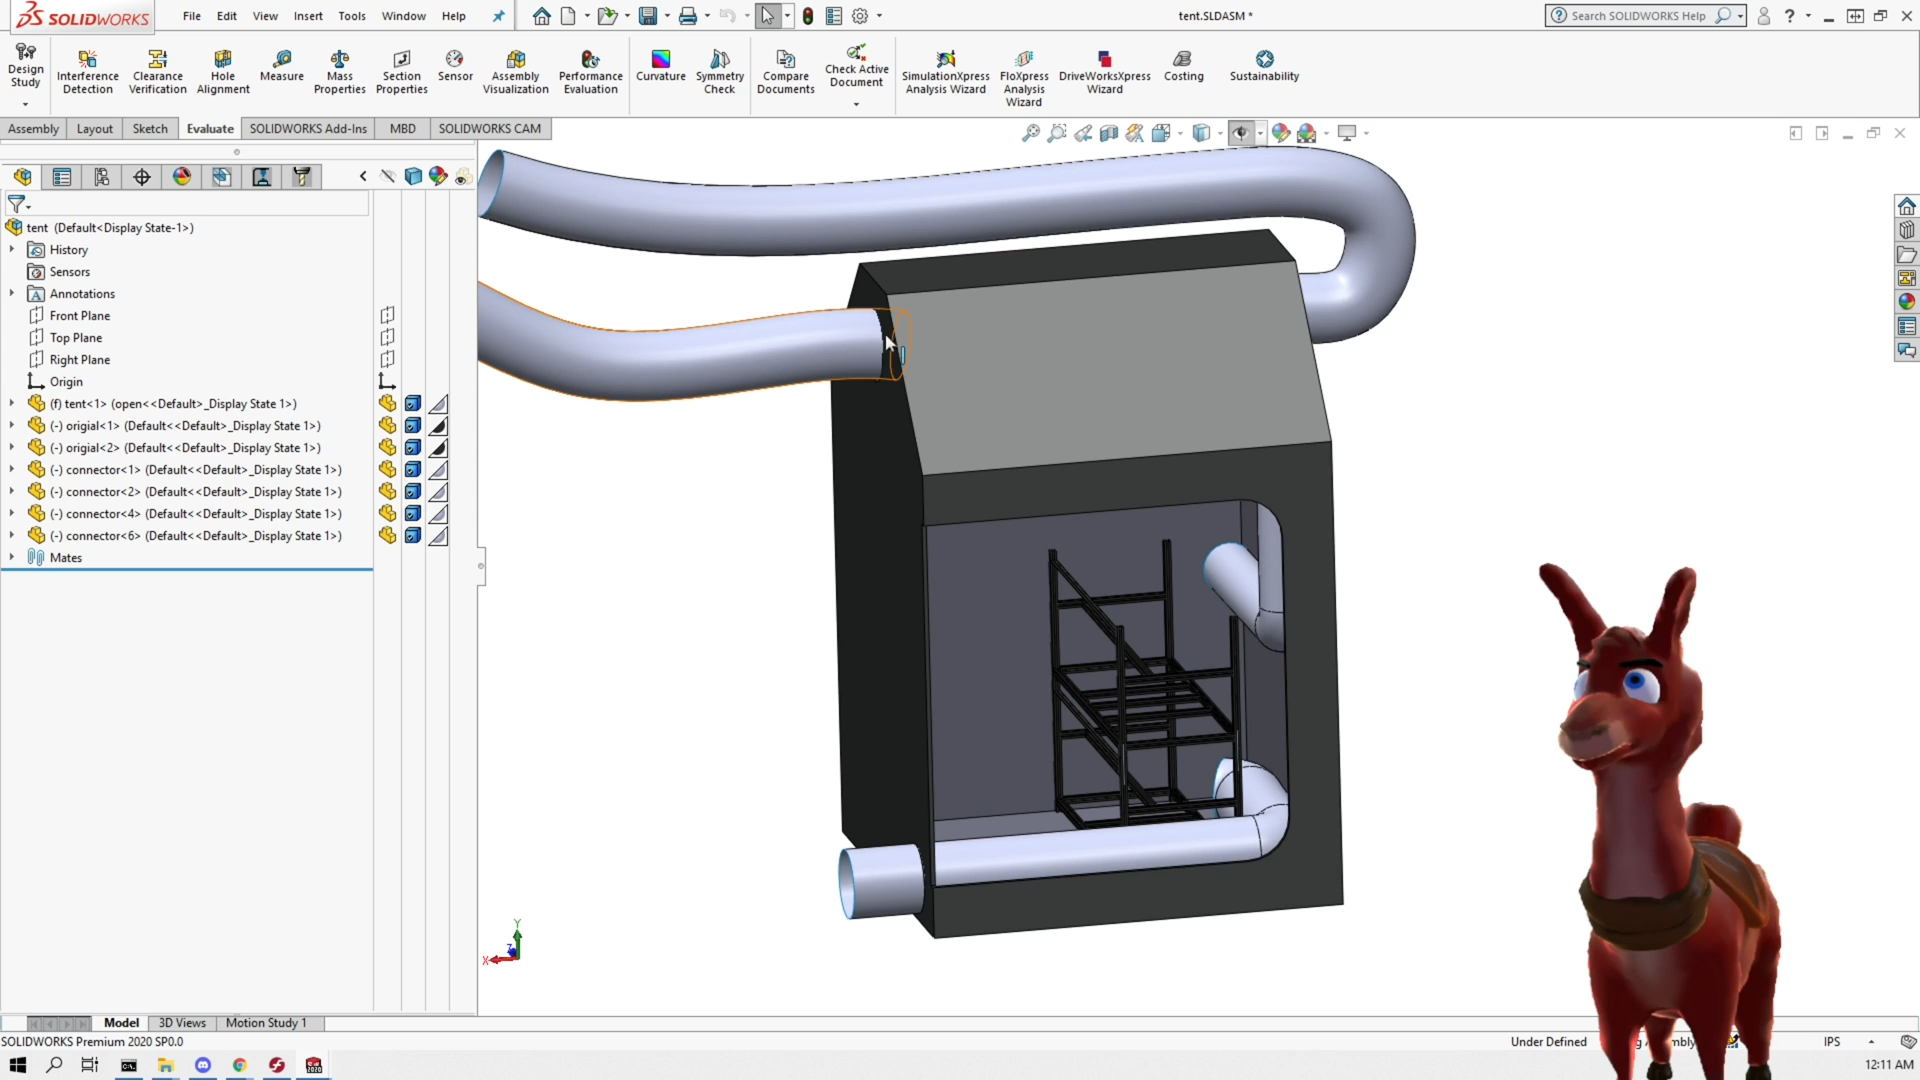 SOLIDWORKS File Edit View Insert Tools Window Help tent.SLDASM * Search SOLIDWORKS Help ?
Design Study
Interference Detection
Clearance Verification
Hole Alignment
Measure
Mass Properties
Section Properties
Sensor
Assembly Visualization
Performance Evaluation
Curvature
Symmetry Check
Compare Documents
Check Active Document
SimulationXpress Analysis Wizard
FloXpress Analysis Wizard
DriveWorksXpress Wizard
Costing
Sustainability
Assembly Layout Sketch Evaluate SOLIDWORKS Add-Ins MBD SOLIDWORKS CAM
tent (Default<Display State-1>)
History
Sensors
Annotations
Front Plane
Top Plane
Right Plane
Origin
(f) tent<1> (open<<Default>_Display State 1>)
(-) origial<1> (Default<<Default>_Display State 1>)
(-) origial<2> (Default<<Default>_Display State 1>)
(-) connector<1> (Default<<Default>_Display State 1>)
(-) connector<2> (Default<<Default>_Display State 1>)
(-) connector<4> (Default<<Default>_Display State 1>)
(-) connector<6> (Default<<Default>_Display State 1>)
Mates
Y
Z
X
Model 3D Views Motion Study 1
SOLIDWORKS Premium 2020 SP0.0 Under Defined IPS
12:11 AM